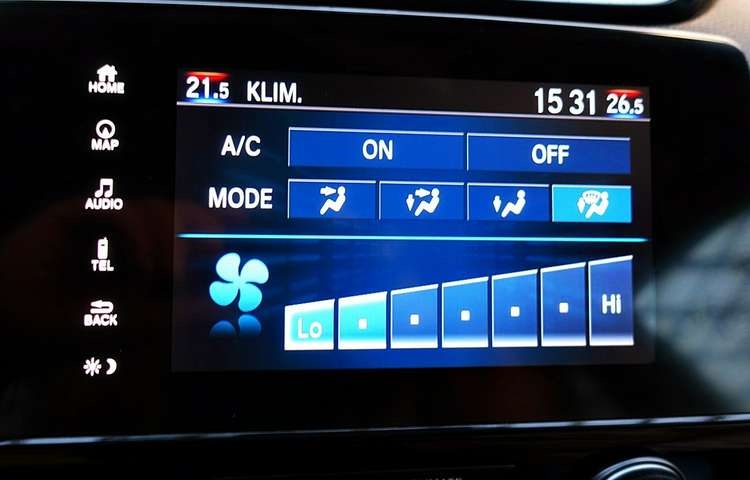 HOME
MAP
AUDIO
TEL
BACK
21.5 KLIM. 15 31 26.5
A/C ON OFF
MODE
Lo Hi